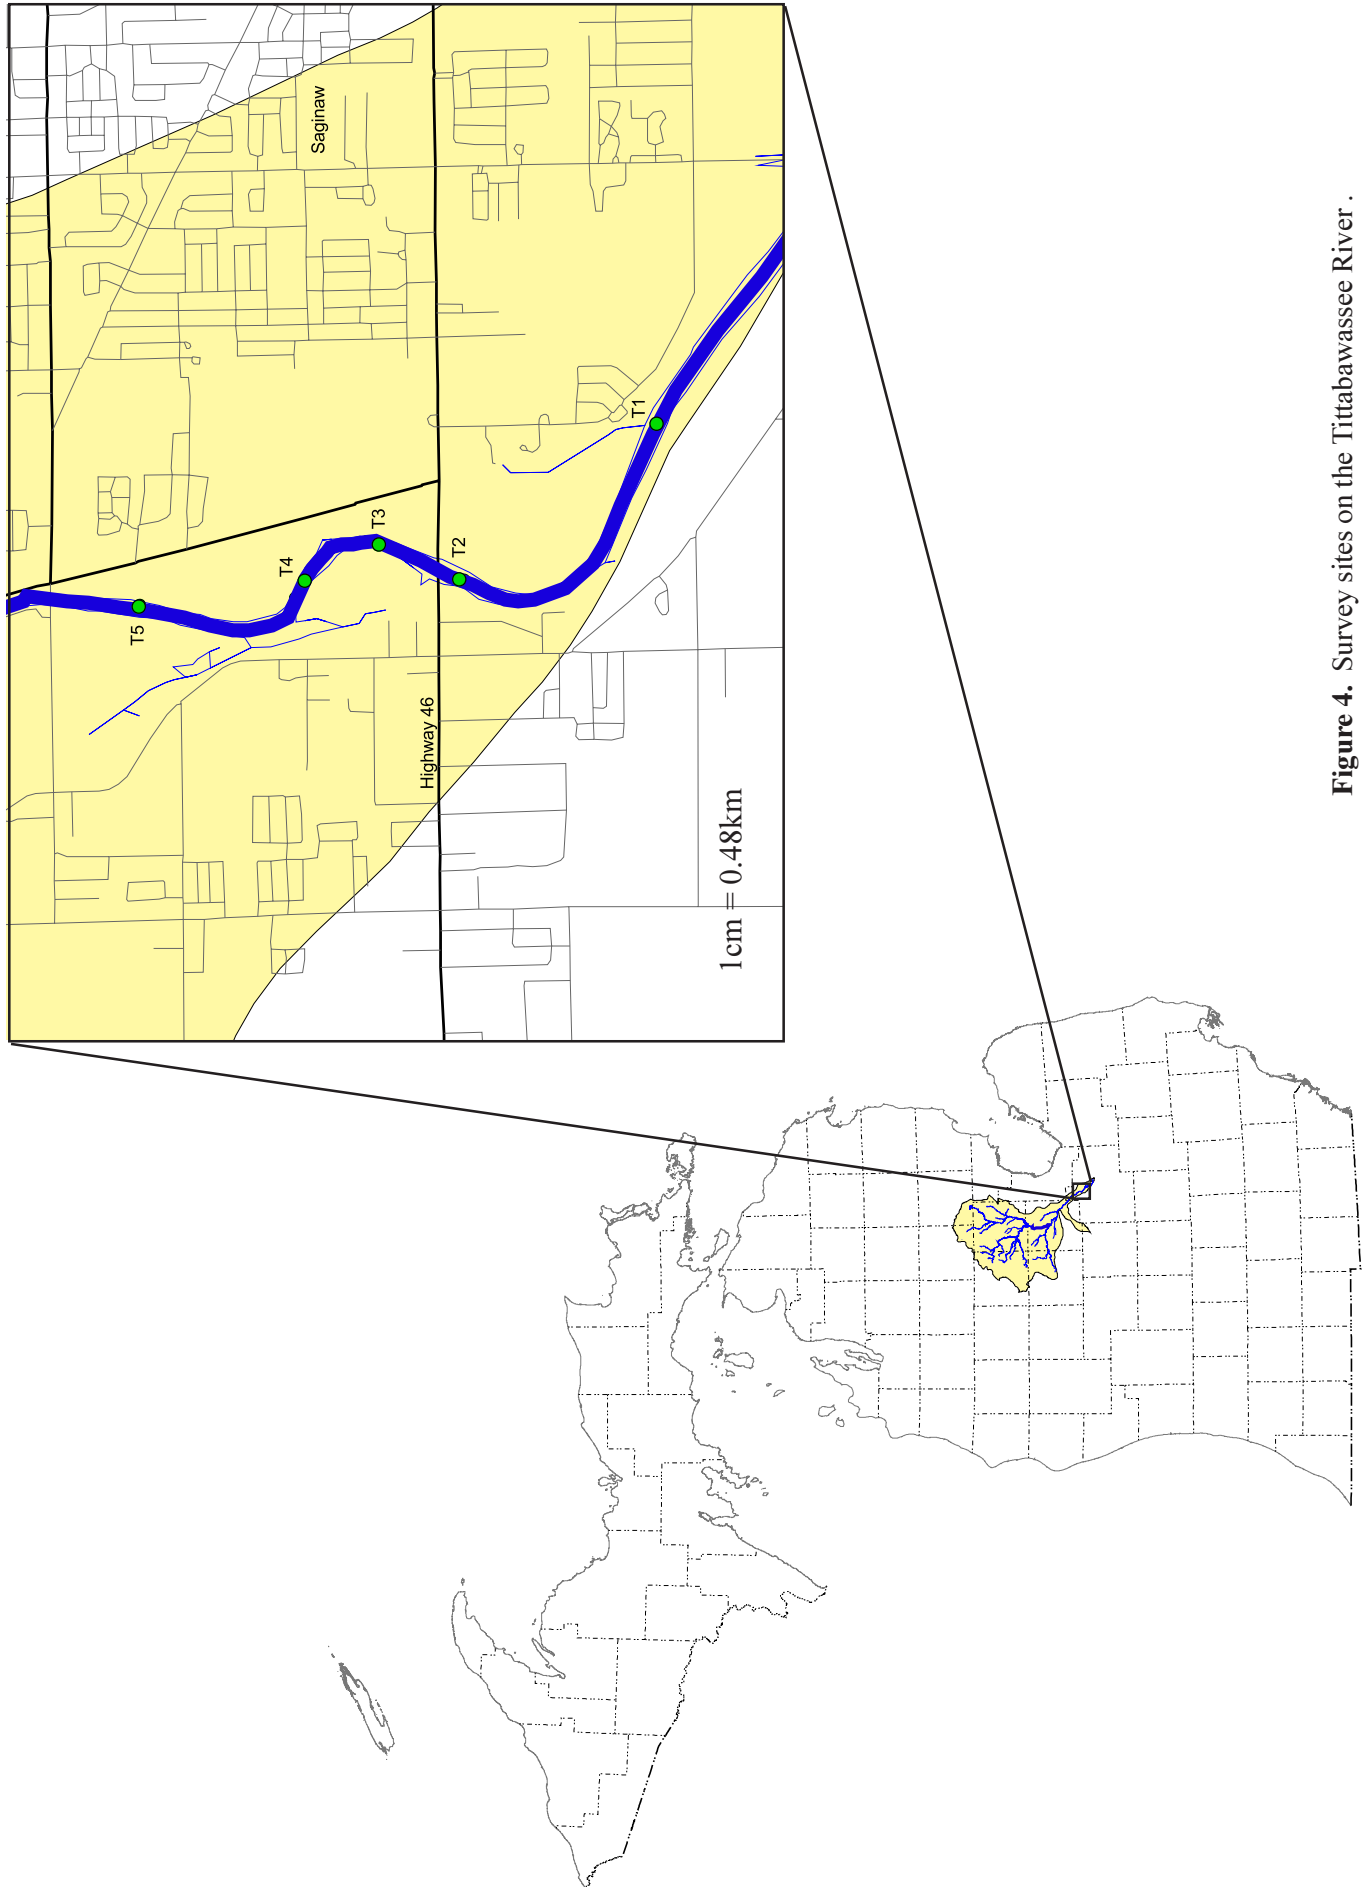 Saginaw
T1
T3
T2
T4
T5
Highway 46
1cm = 0.48km
Figure 4. Survey sites on the Tittabawassee River .